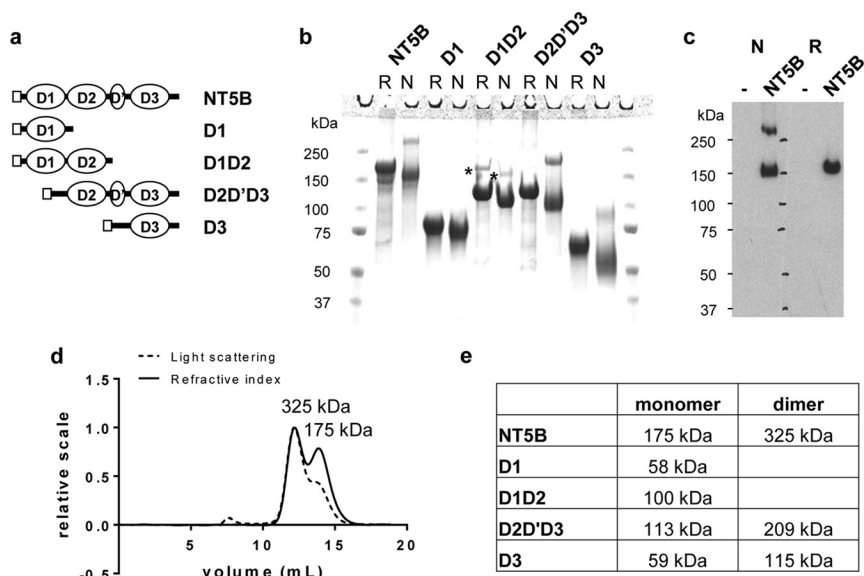 a
D1 D2 D' D3 NT5B
D1 D1
D1 D2 D1D2
D2 D' D3 D2D'D3
D3 D3
b
NT5B D1 D1D2 D2D'D3 D3
R N R N R N R N R N
kDa
250
150
100
75
50
37
*
*
c
N R
- NT5B - NT5B
kDa
250
150
100
75
50
37
d
Light scattering
Refractive index
325 kDa
175 kDa
relative scale
1.5
1.0
0.5
0.0
-0.5
5 10 15 20
volume (mL)
e
monomer dimer
NT5B 175 kDa 325 kDa
D1 58 kDa
D1D2 100 kDa
D2D'D3 113 kDa 209 kDa
D3 59 kDa 115 kDa